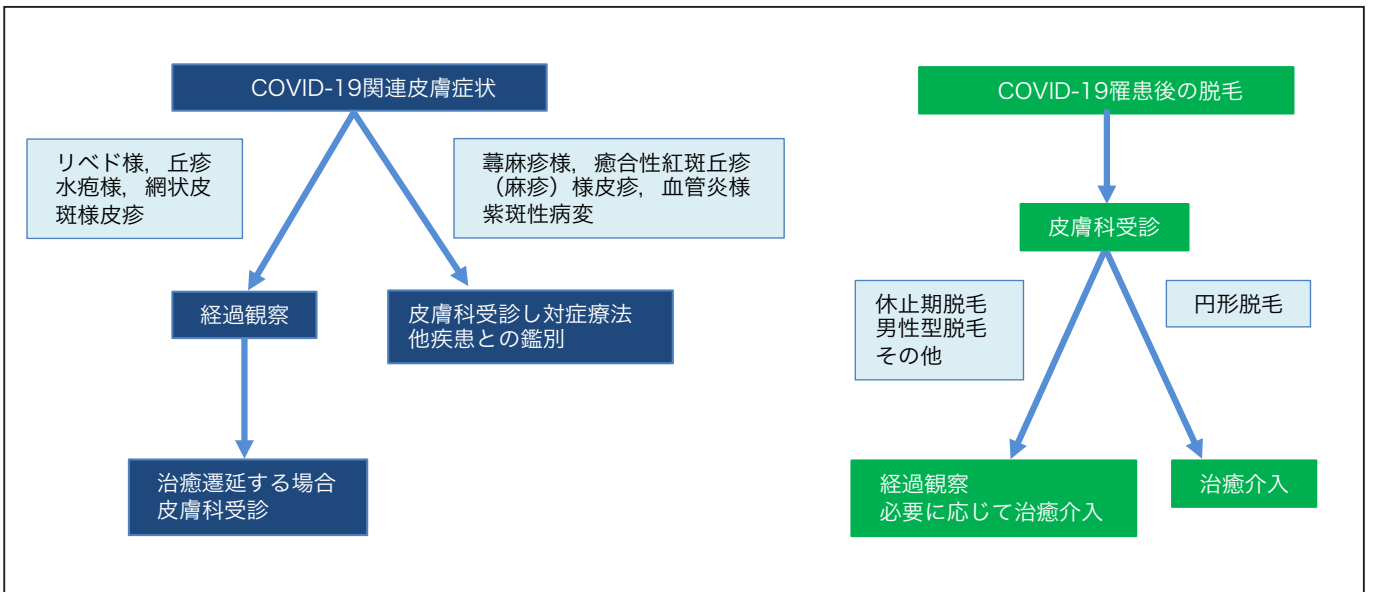 COVID-19関連皮膚症状
リベド様，丘疹
水疱様，網状皮
斑様皮疹
蕁麻疹様，癒合性紅斑丘疹
（麻疹）様皮疹，血管炎様
紫斑性病変
経過観察
皮膚科受診し対症療法
他疾患との鑑別
治癒遷延する場合
皮膚科受診
COVID-19罹患後の脱毛
皮膚科受診
休止期脱毛
男性型脱毛
その他
円形脱毛
経過観察
必要に応じて治癒介入
治癒介入